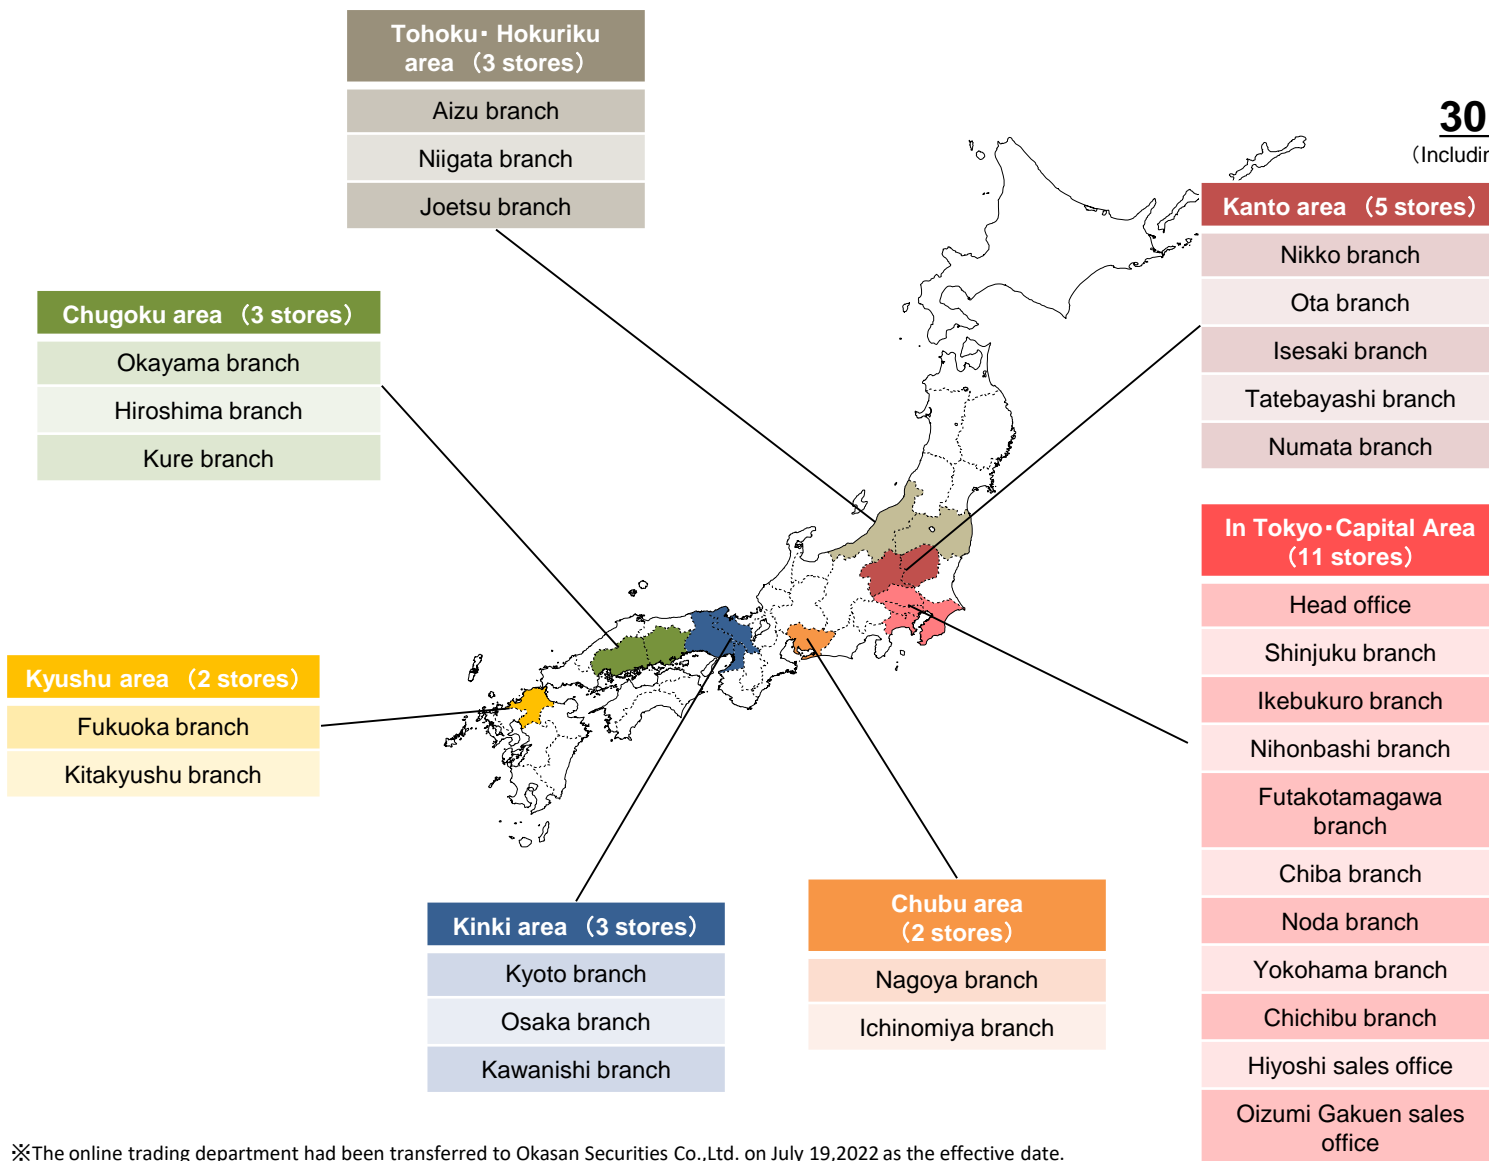 Tohoku・Hokuriku
area （3 stores）
Aizu branch
Niigata branch
Joetsu branch
30
（Includin
Kanto area （5 stores）
Nikko branch
Ota branch
Isesaki branch
Tatebayashi branch
Numata branch
Chugoku area （3 stores）
Okayama branch
Hiroshima branch
Kure branch
In Tokyo・Capital Area
（11 stores）
Head office
Shinjuku branch
Ikebukuro branch
Nihonbashi branch
Futakotamagawa
branch
Chiba branch
Noda branch
Yokohama branch
Chichibu branch
Hiyoshi sales office
Oizumi Gakuen sales
office
Kyushu area （2 stores）
Fukuoka branch
Kitakyushu branch
Kinki area （3 stores）
Kyoto branch
Osaka branch
Kawanishi branch
Chubu area
（2 stores）
Nagoya branch
Ichinomiya branch
※The online trading department had been transferred to Okasan Securities Co.,Ltd. on July 19,2022 as the effective date.